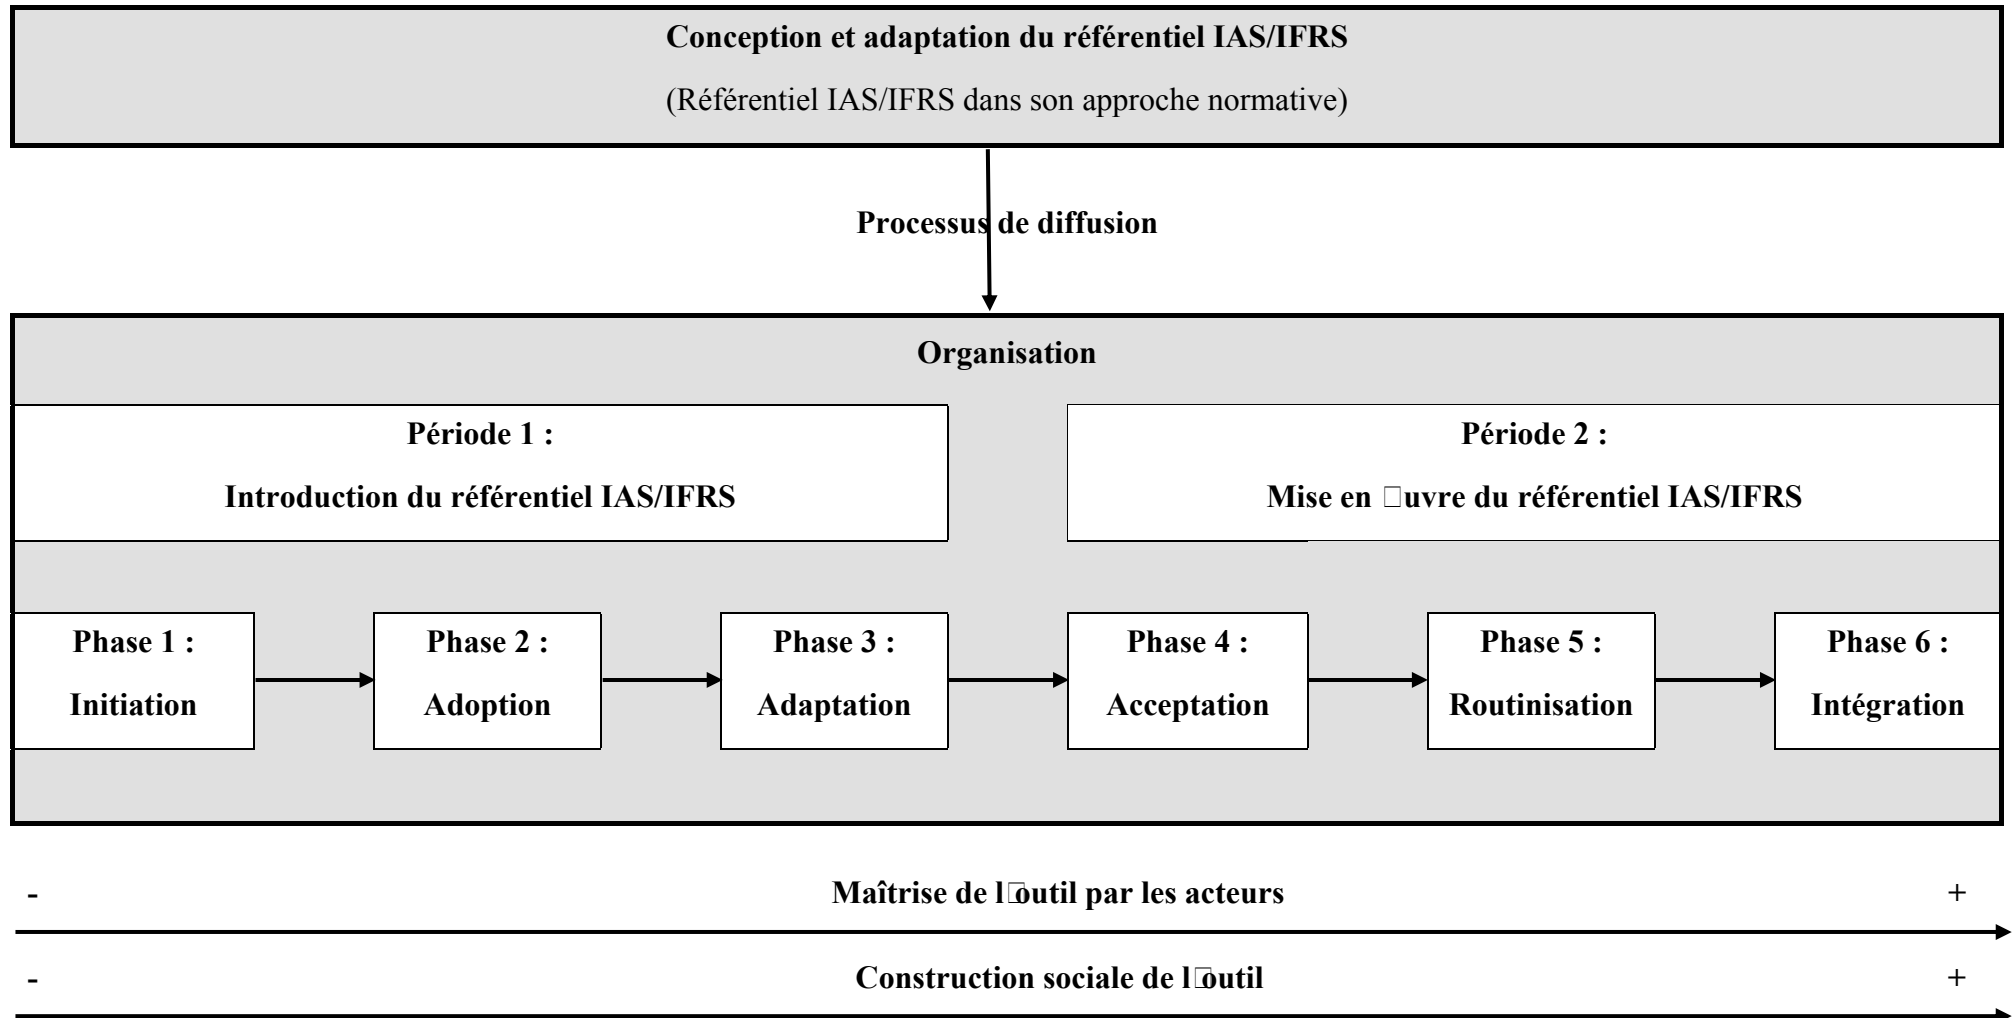 Conception et adaptation du référentiel IAS/IFRS
(Référentiel IAS/IFRS dans son approche normative)
Processus de diffusion
Organisation
Période 1 :
Introduction du référentiel IAS/IFRS
Période 2 :
Mise en □uvre du référentiel IAS/IFRS
Phase 1 :
Initiation
Phase 2 :
Adoption
Phase 3 :
Adaptation
Phase 4 :
Acceptation
Phase 5 :
Routinisation
Phase 6 :
Intégration
- Maîtrise de l□outil par les acteurs +
- Construction sociale de l□outil +